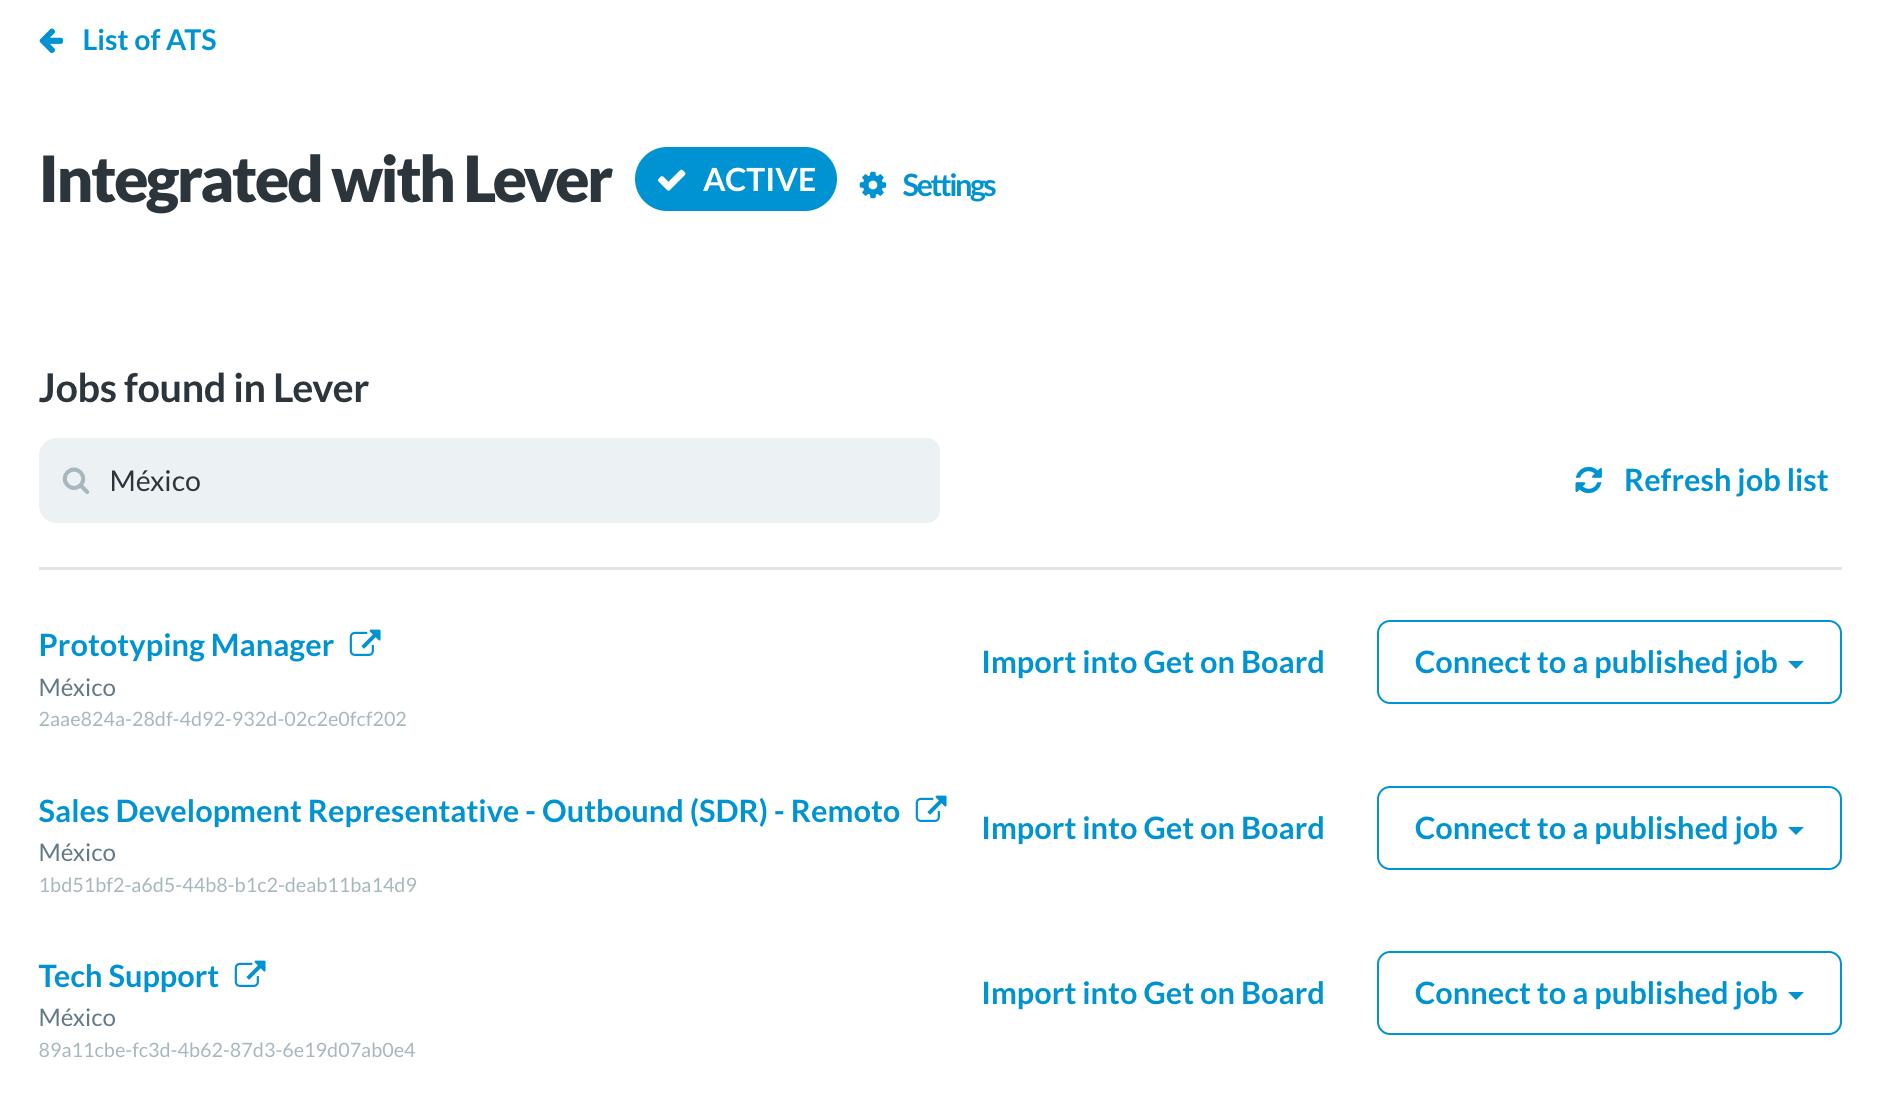 List of ATS
Integrated with Lever ACTIVE Settings
Jobs found in Lever
México Refresh job list
Prototyping Manager
México
2aae824a-28df-4d92-932d-02c2e0fcf202
Import into Get on Board Connect to a published job
Sales Development Representative - Outbound (SDR) - Remoto
México
1bd51bf2-a6d5-44b8-b1c2-deab11ba14d9
Import into Get on Board Connect to a published job
Tech Support
México
89a11cbe-fc3d-4b62-87d3-6e19d07ab0e4
Import into Get on Board Connect to a published job